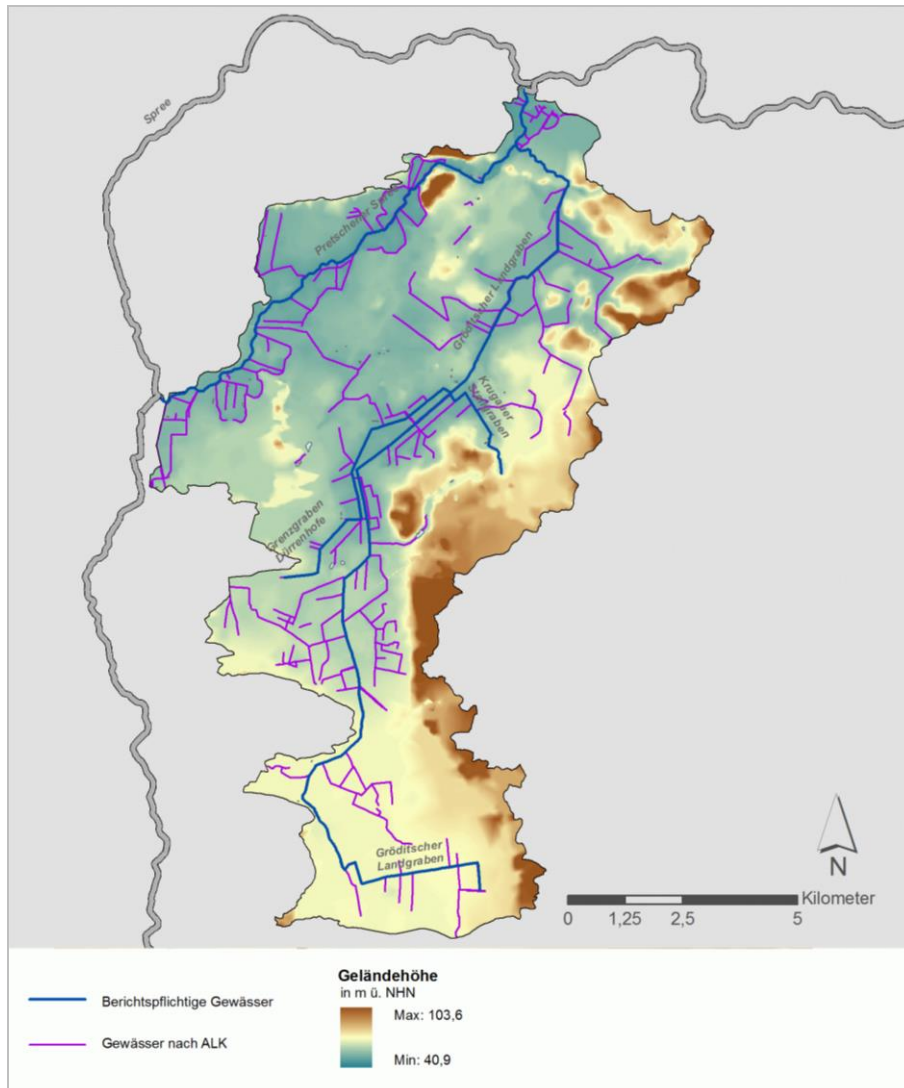 Spree
Pretschener Spree
Gröditscher Landgraben
Krugauer
Stargraben
Grenzgraben
Dürrenhofe
Gröditscher
Landgraben
N
Kilometer
0 1,25 2,5 5
Berichtspflichtige Gewässer
Gewässer nach ALK
Geländehöhe
in m ü. NHN
Max: 103,6
Min: 40,9